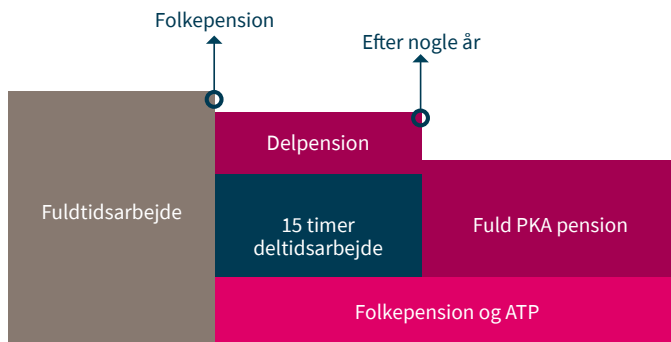 Folkepension
Efter nogle år
Delpension
Fuldtidsarbejde
15 timer
deltidsarbejde
Fuld PKA pension
Folkepension og ATP